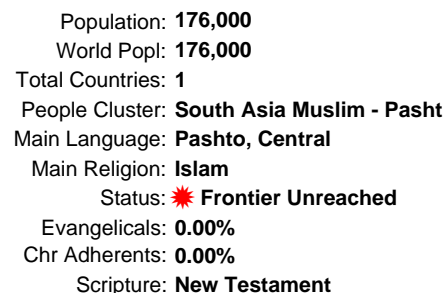 Population: 176,000
World Popl: 176,000
Total Countries: 1
People Cluster: South Asia Muslim - Pasht
Main Language: Pashto, Central
Main Religion: Islam
Status: Frontier Unreached
Evangelicals: 0.00%
Chr Adherents: 0.00%
Scripture: New Testament